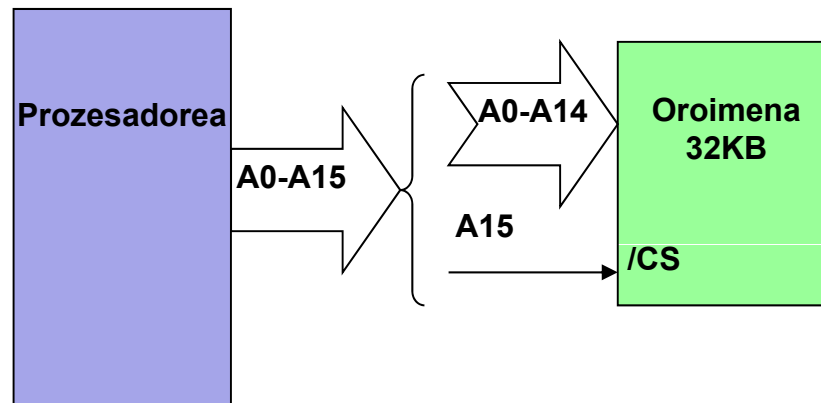 Prozesadorea
A0-A15
A0-A14
A15
Oroimena
32KB
/CS